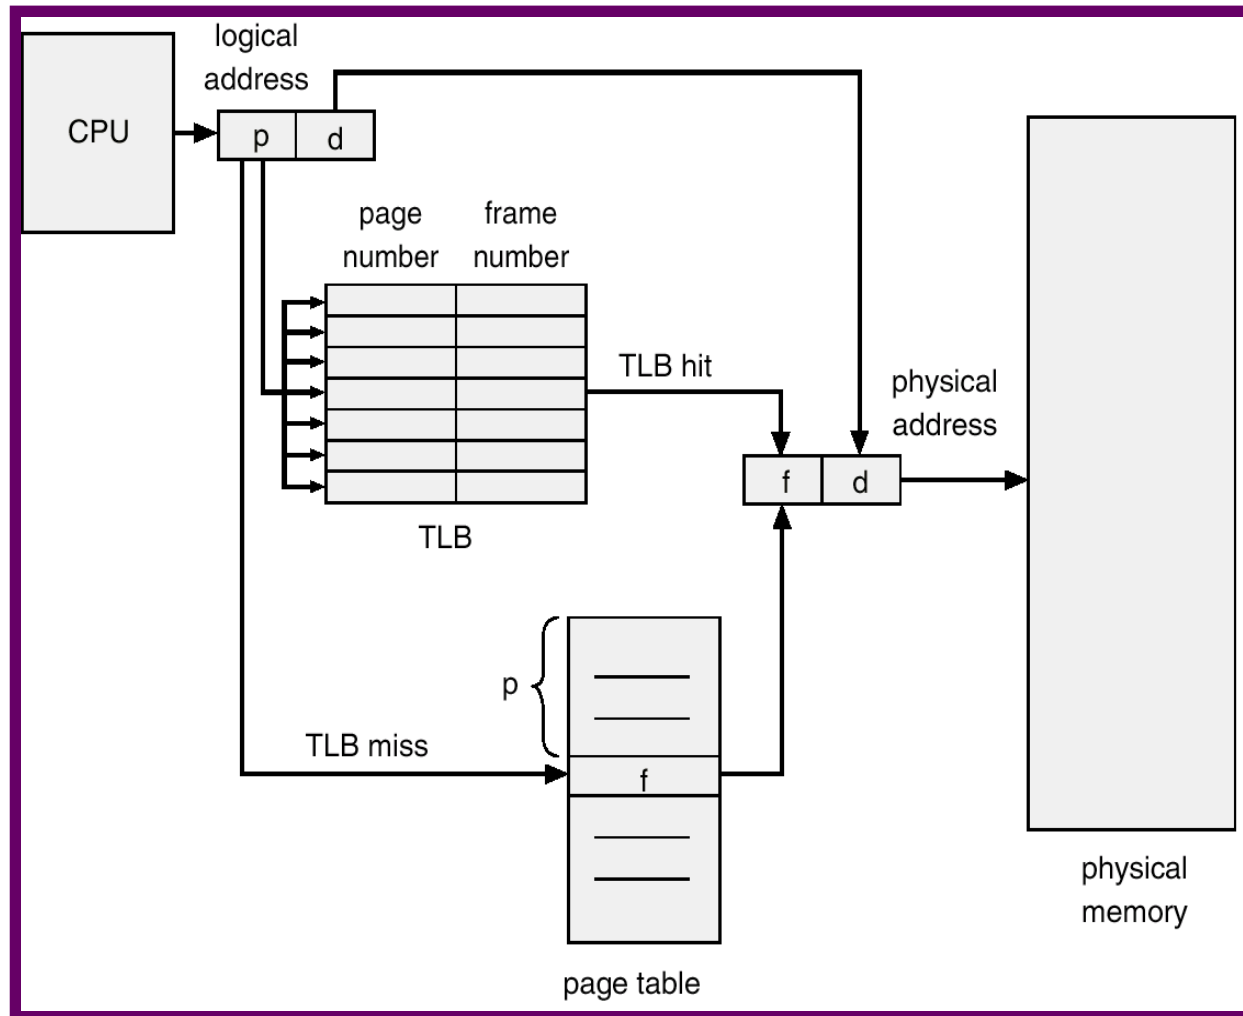 logical
address
CPU
p
d
page
number
frame
number
TLB hit
physical
address
f
d
TLB
p
TLB miss
f
physical
memory
page table